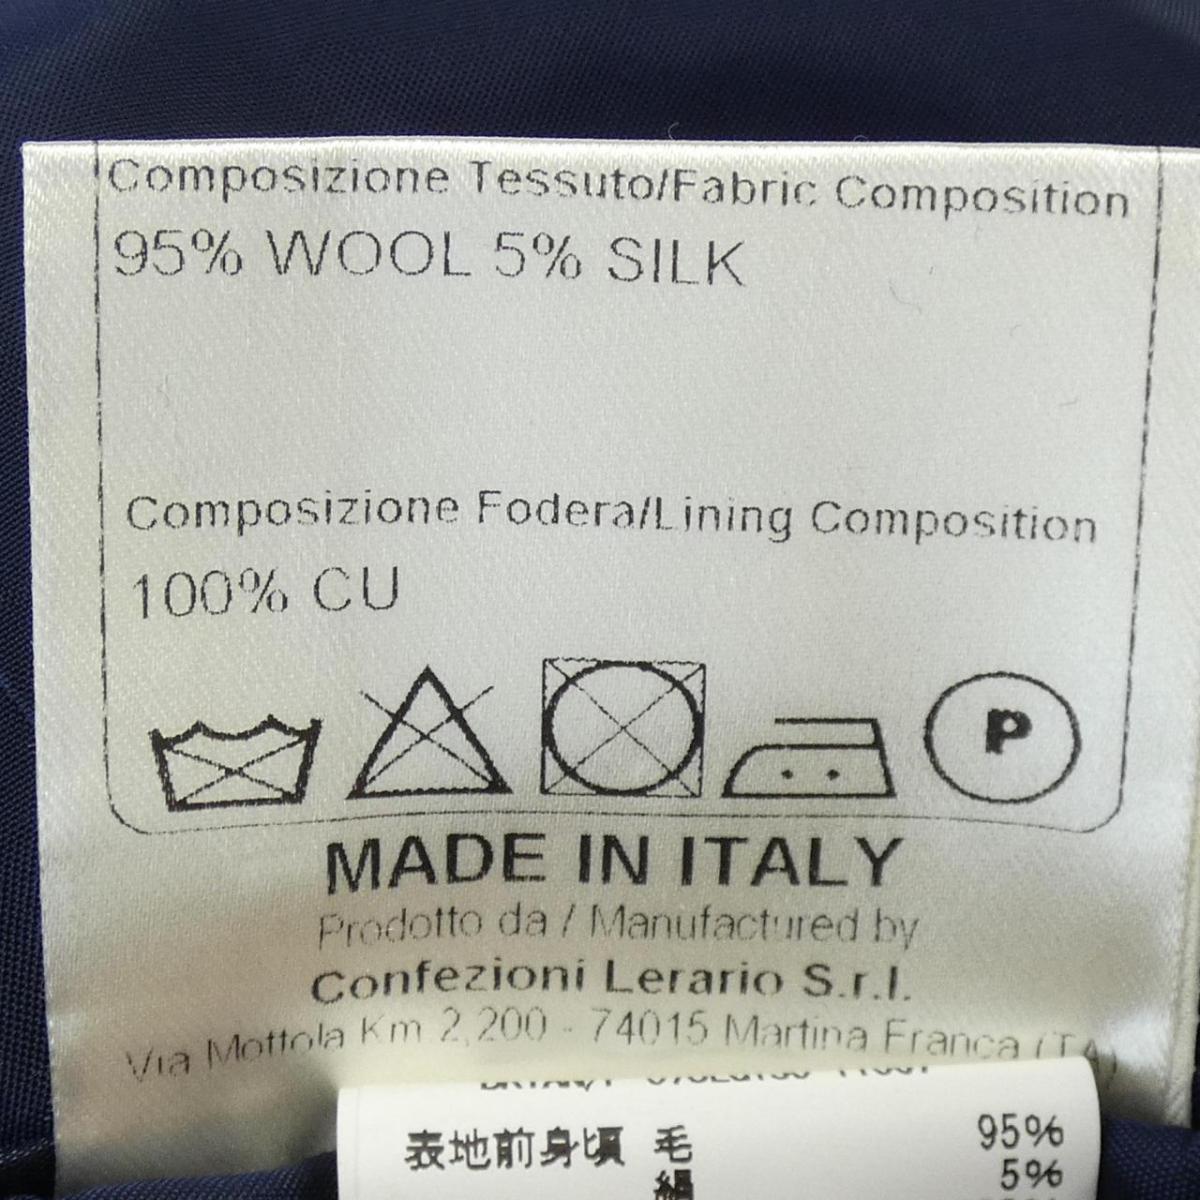 Composizione Tessuto/Fabric Composition
95% WOOL 5% SILK
Composizione Fodera/Lining Composition
100% CU
P
MADE IN ITALY
Prodotto da / Manufactured by
Confezioni Lerario S.r.l.
Via Mottola Km 2,200 - 74015 Martina Franca (TA)
表地前身頃 毛 95%
絹 5%